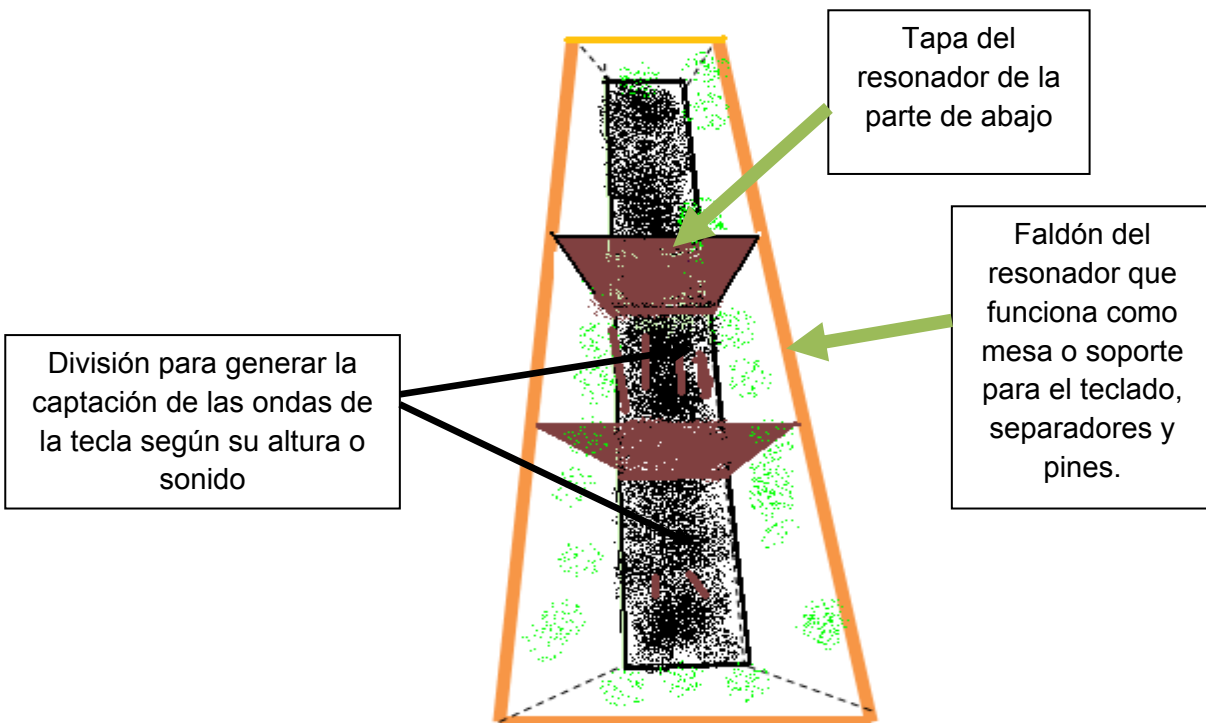 Tapa del
resonador de la
parte de abajo
Faldón del
resonador que
funciona como
mesa o soporte
para el teclado,
separadores y
pines.
División para generar la
captación de las ondas de
la tecla según su altura o
sonido